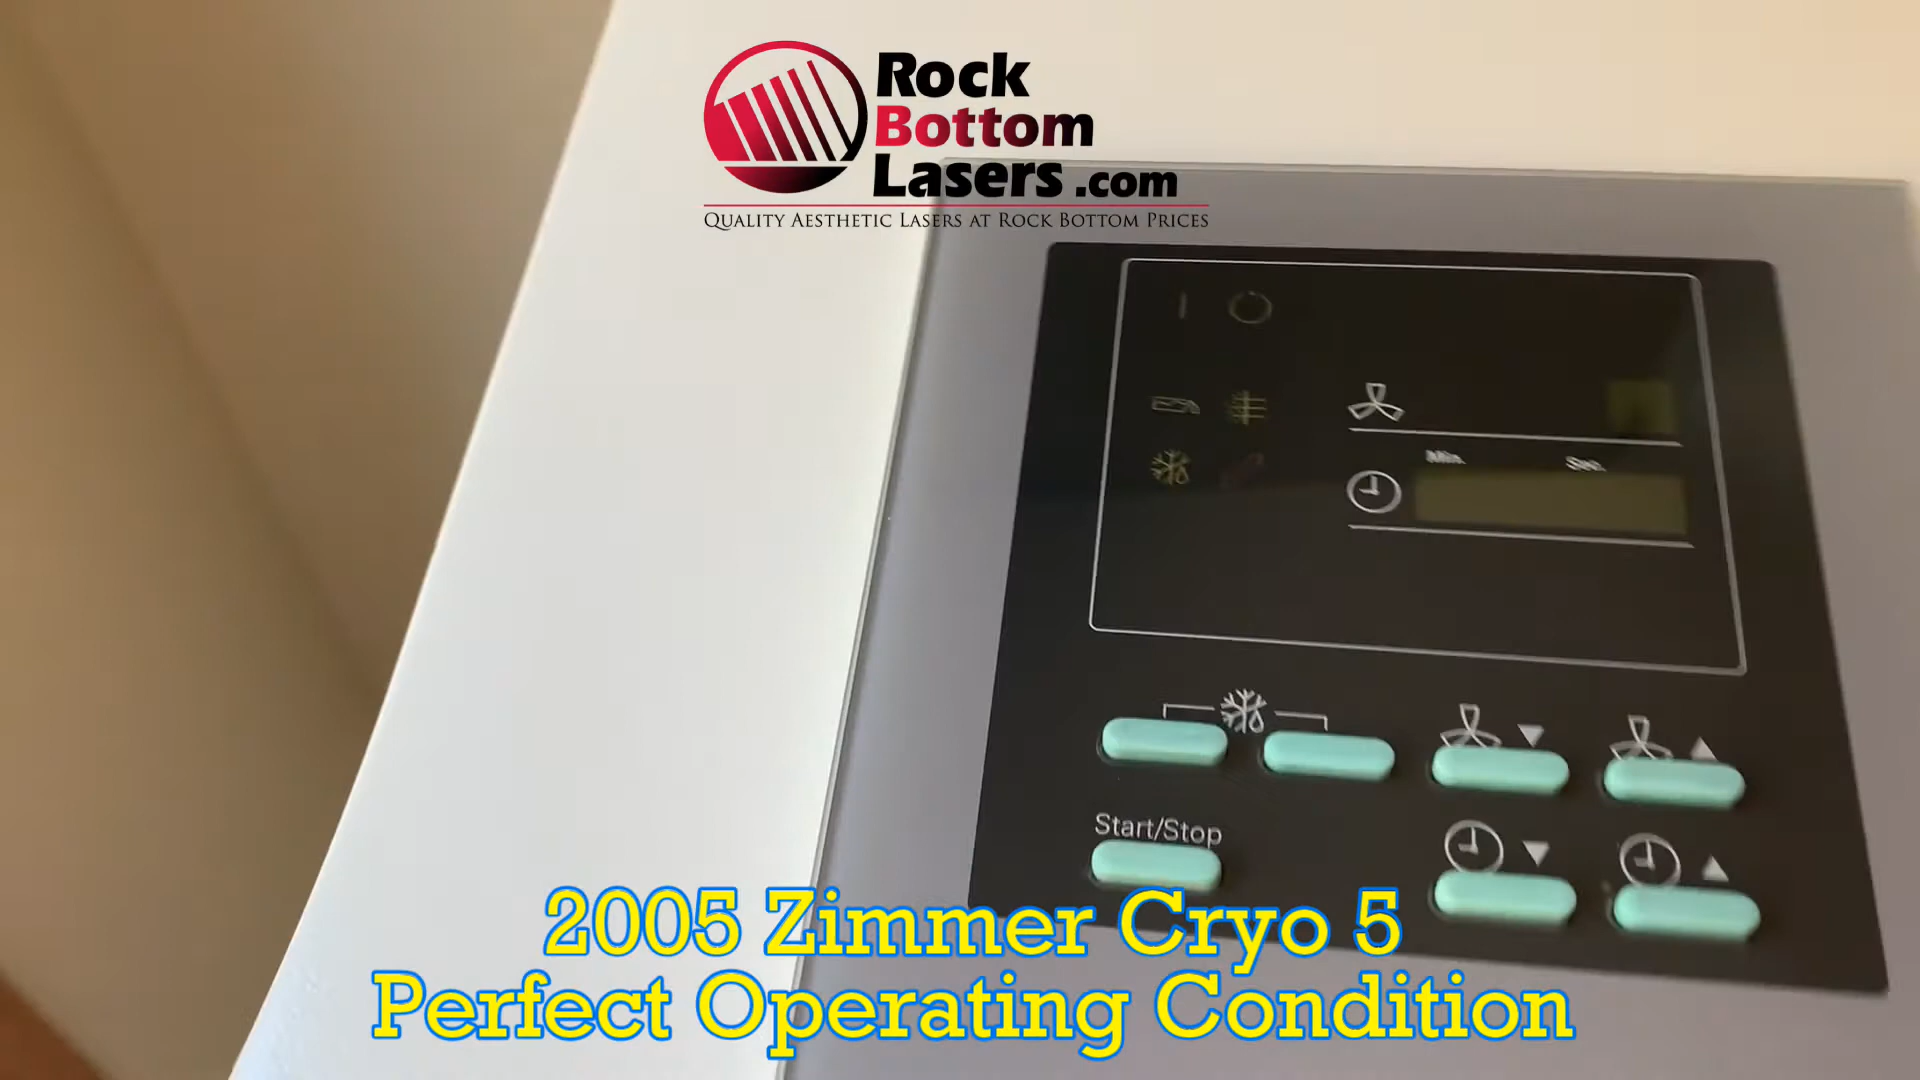 Rock
Bottom
Lasers.com
QUALITY AESTHETIC LASERS AT ROCK BOTTOM PRICES
Min. Sec.
Start/Stop
2005 Zimmer Cryo 5
Perfect Operating Condition